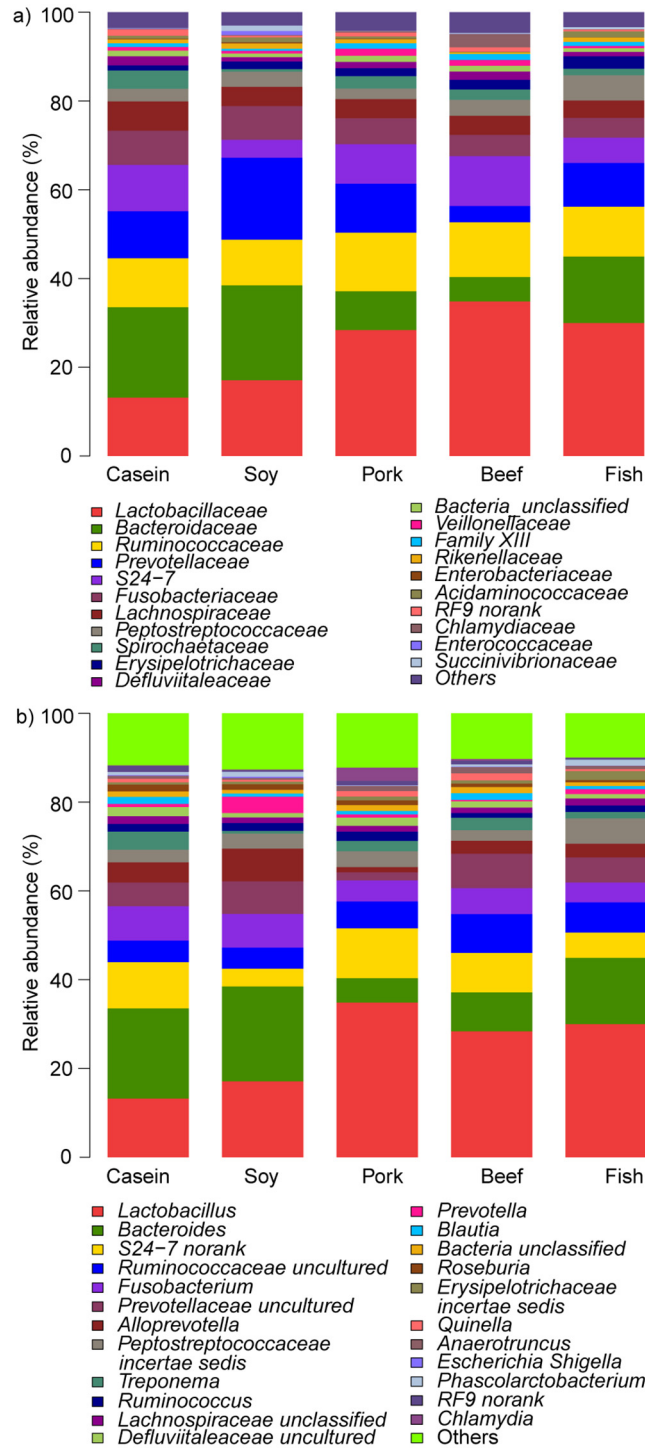 a)
100
80
60
40
20
0
Relative abundance (%)
Casein Soy Pork Beef Fish
Lactobacillaceae
Bacteroidaceae
Ruminococcaceae
Prevotellaceae
S24−7
Fusobacteriaceae
Lachnospiraceae
Peptostreptococcaceae
Spirochaetaceae
Erysipelotrichaceae
Defluviitaleaceae
Bacteria_unclassified
Veillonellaceae
Family XIII
Rikenellaceae
Enterobacteriaceae
Acidaminococcaceae
RF9 norank
Chlamydiaceae
Enterococcaceae
Succinivibrionaceae
Others
b)
100
80
60
40
20
0
Relative abundance (%)
Casein Soy Pork Beef Fish
Lactobacillus
Bacteroides
S24−7 norank
Ruminococcaceae uncultured
Fusobacterium
Prevotellaceae uncultured
Alloprevotella
Peptostreptococcaceae
incertae sedis
Treponema
Ruminococcus
Lachnospiraceae unclassified
Defluviitaleaceae uncultured
Prevotella
Blautia
Bacteria unclassified
Roseburia
Erysipelotrichaceae
incertae sedis
Quinella
Anaerotruncus
Escherichia Shigella
Phascolarctobacterium
RF9 norank
Chlamydia
Others